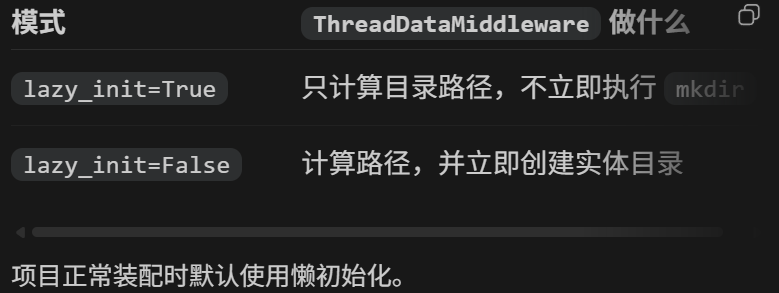 模式 ThreadDataMiddleware 做什么
lazy_init=True 只计算目录路径，不立即执行 mkdir
lazy_init=False 计算路径，并立即创建实体目录
项目正常装配时默认使用懒初始化。